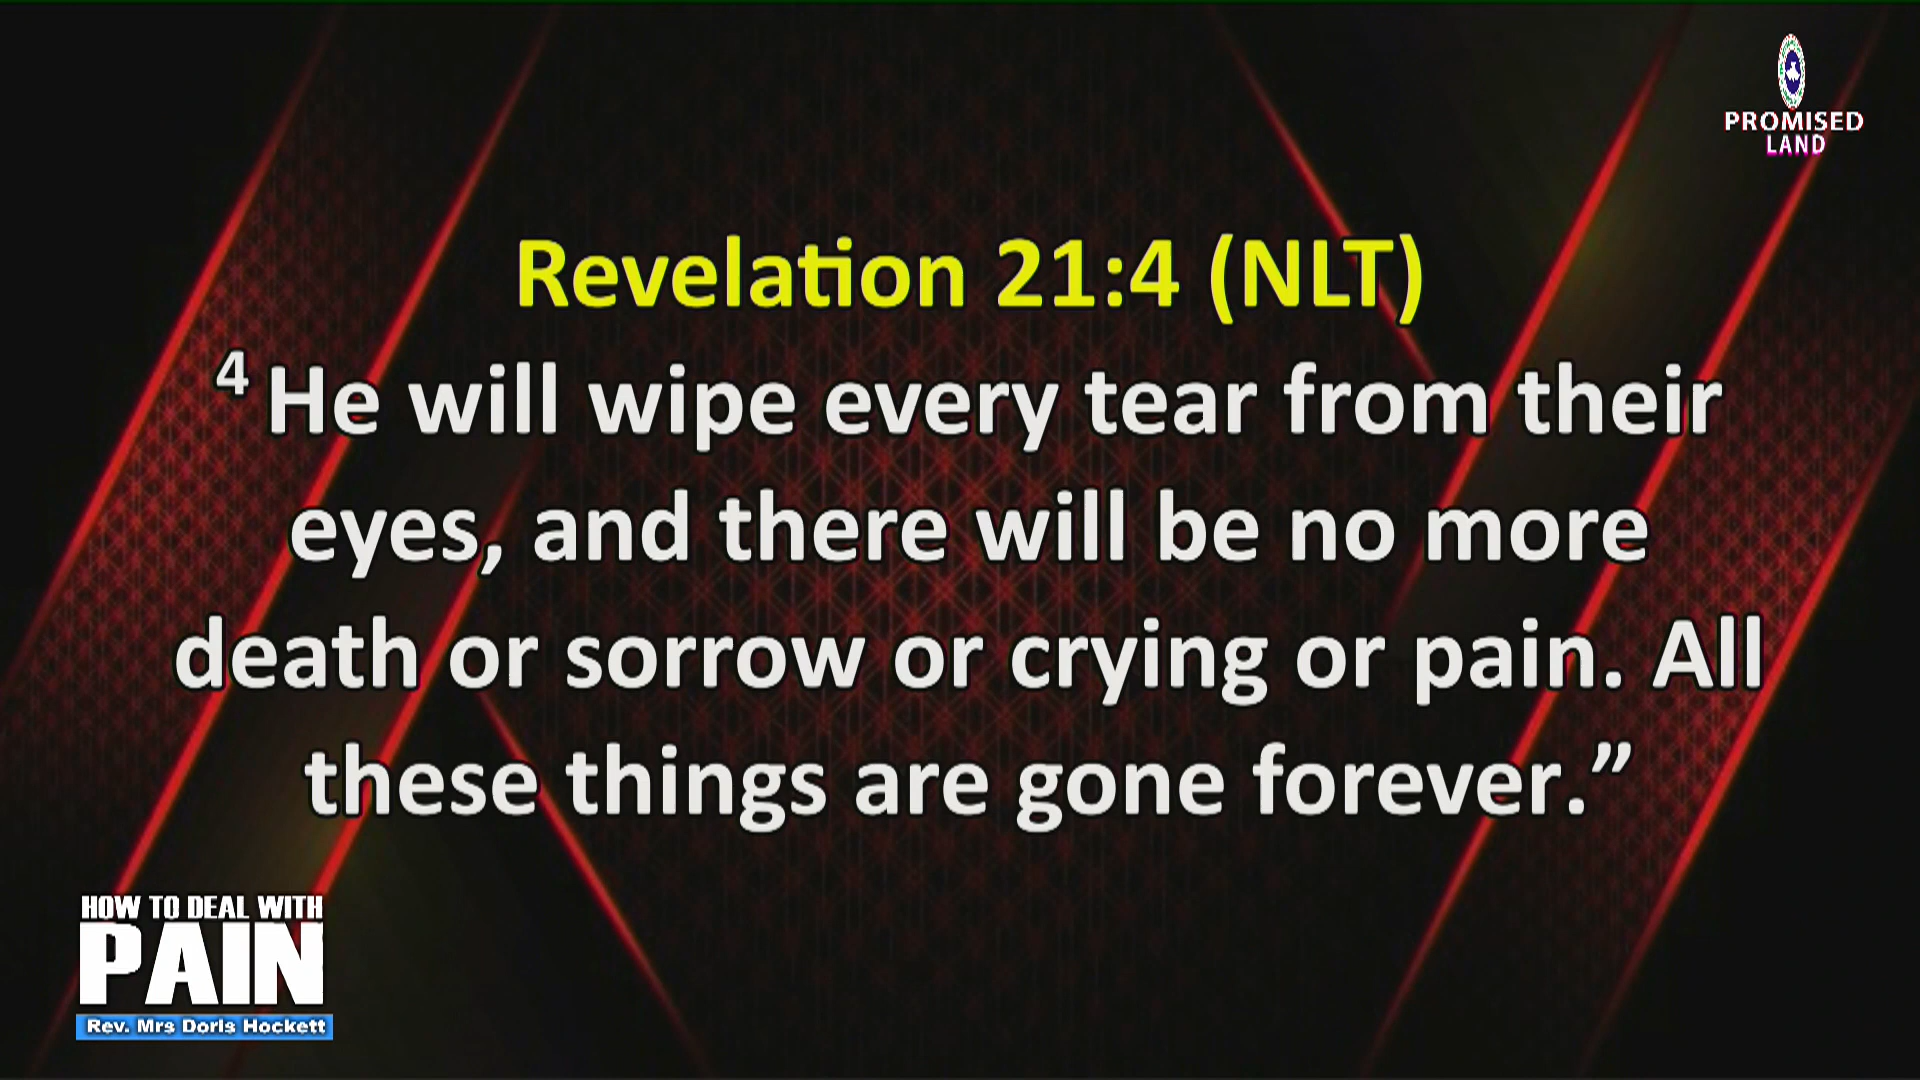 PROMISED
LAND
Revelation 21:4 (NLT)
4 He will wipe every tear from their
eyes, and there will be no more
death or sorrow or crying or pain. All
these things are gone forever.”
HOW TO DEAL WITH
PAIN
Rev. Mrs Doris Hockett